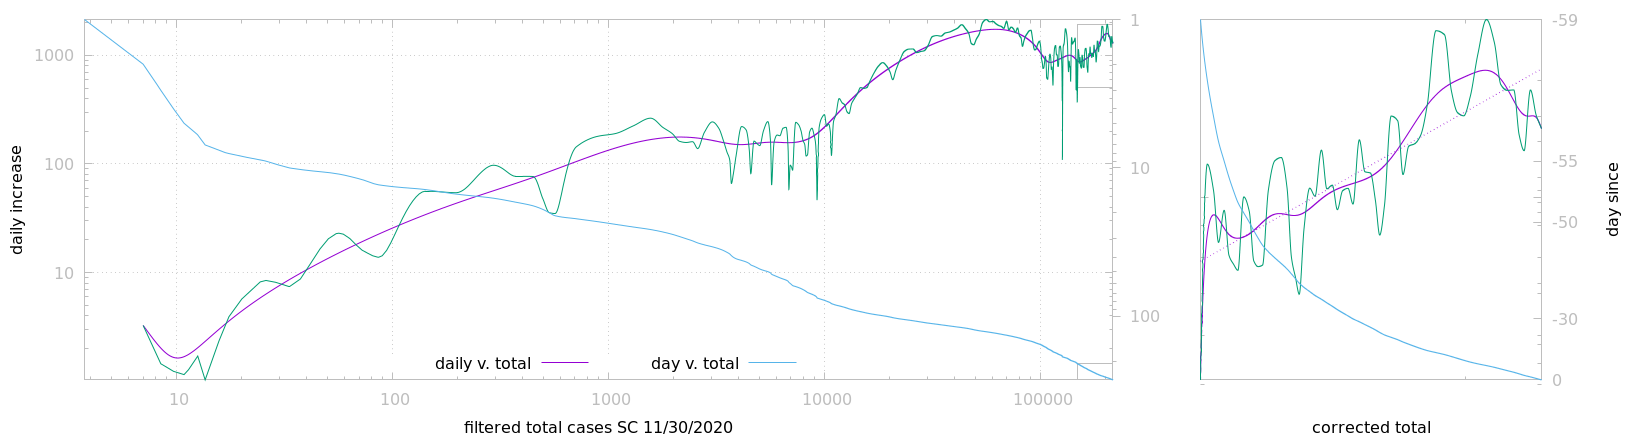 daily increase
1000
100
10
10
100
1000
10000
100000
1
10
100
daily v. total
day v. total
filtered total cases SC 11/30/2020
-59
-55
-50
-30
0
day since
corrected total